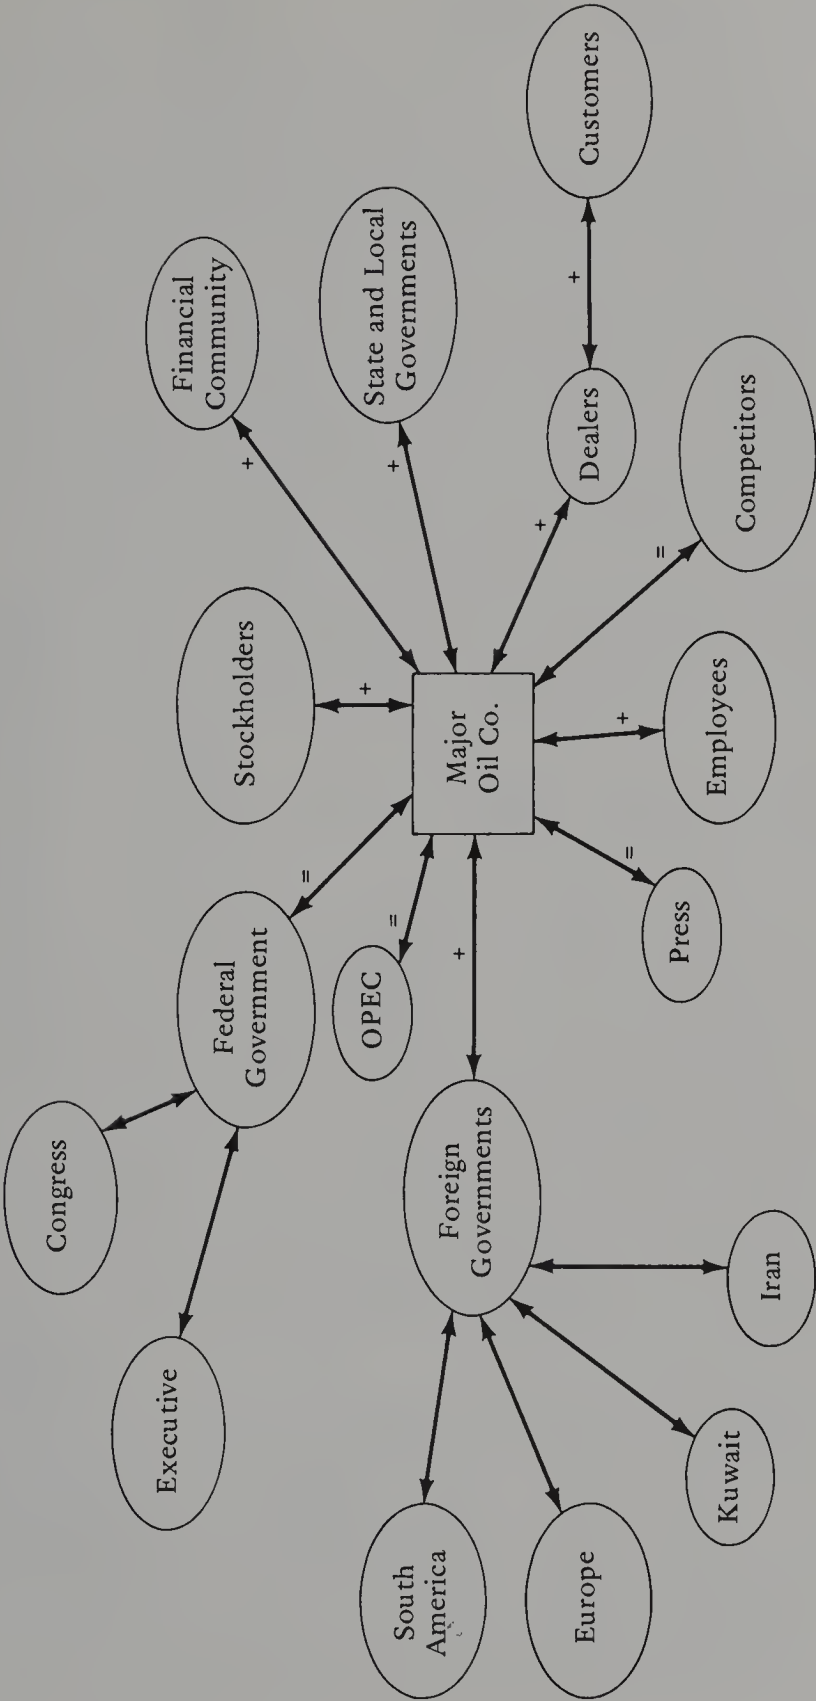 Congress
Executive
Federal
Government
=
Stockholders
+
Financial
Community
+
State and Local
Governments
+
OPEC
=
South
America
Europe
Kuwait
Iran
Foreign
Governments
+
Major
Oil Co.
Dealers
+
Customers
+
Press
=
Employees
+
Competitors
=